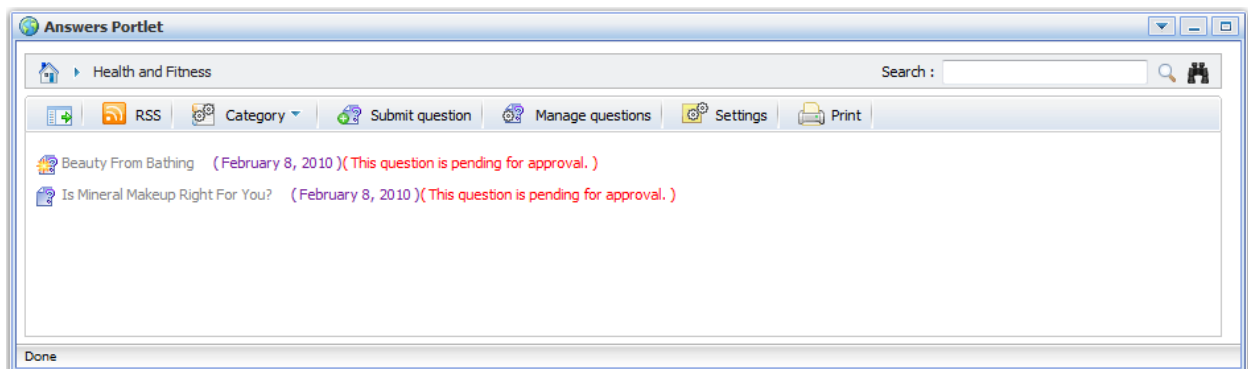 Answers Portlet
Health and Fitness Search :
RSS Category Submit question Manage questions Settings Print
Beauty From Bathing ( February 8, 2010 )( This question is pending for approval. )
Is Mineral Makeup Right For You? ( February 8, 2010 )( This question is pending for approval. )
Done